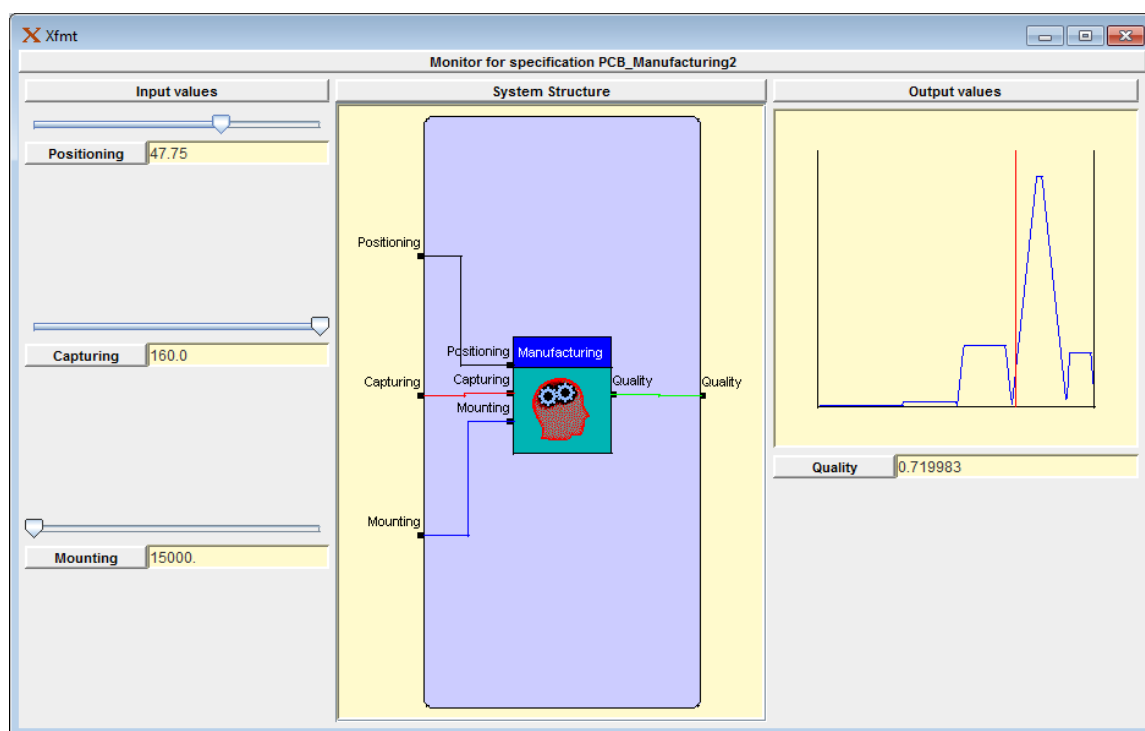 Xfmt
Monitor for specification PCB_Manufacturing2
Input values
System Structure
Output values
Positioning
47.75
Capturing
160.0
Mounting
15000.
Positioning
Capturing
Mounting
Positioning
Capturing
Mounting
Manufacturing
Quality
Quality
Quality
0.719983